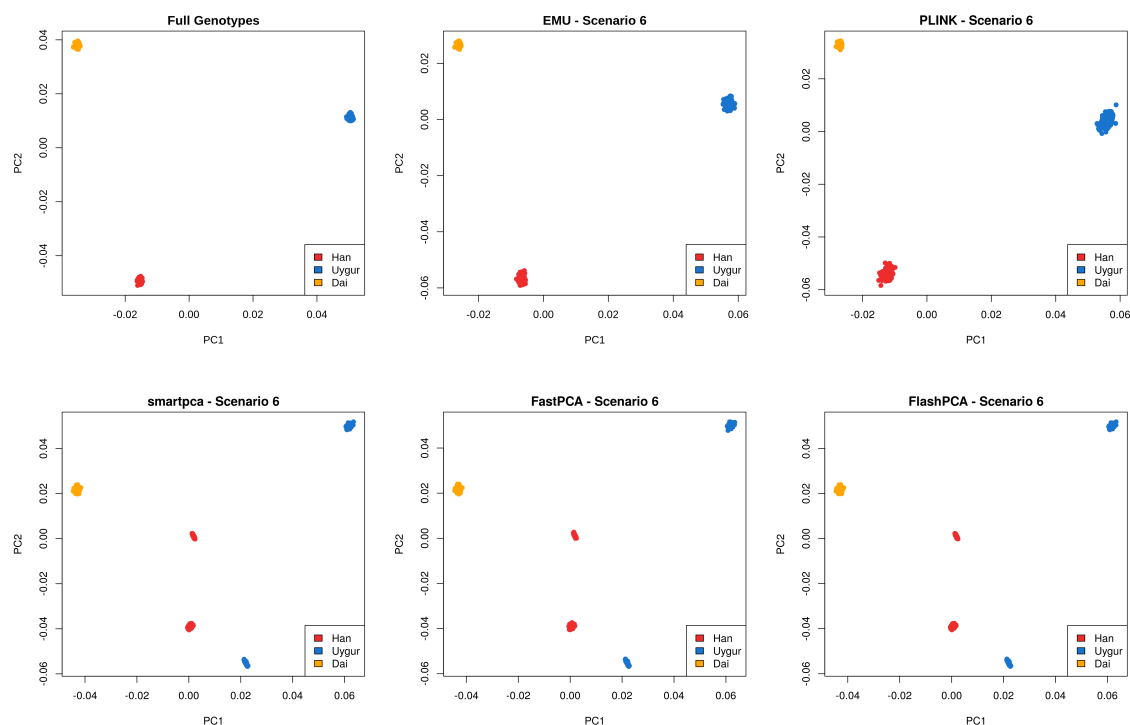 Full Genotypes
0.04
0.02
0.00
-0.02
-0.04
PC2
-0.02
0.00
0.02
0.04
PC1
Han
Uygur
Dai
EMU - Scenario 6
0.02
0.00
-0.02
-0.04
-0.06
PC2
-0.02
0.00
0.02
0.04
0.06
PC1
Han
Uygur
Dai
PLINK - Scenario 6
0.02
0.00
-0.02
-0.04
-0.06
PC2
-0.02
0.00
0.02
0.04
0.06
PC1
Han
Uygur
Dai
smartpca - Scenario 6
0.04
0.02
0.00
-0.02
-0.04
-0.06
PC2
-0.04
-0.02
0.00
0.02
0.04
0.06
PC1
Han
Uygur
Dai
FastPCA - Scenario 6
0.04
0.02
0.00
-0.02
-0.04
-0.06
PC2
-0.04
-0.02
0.00
0.02
0.04
0.06
PC1
Han
Uygur
Dai
FlashPCA - Scenario 6
0.04
0.02
0.00
-0.02
-0.04
-0.06
PC2
-0.04
-0.02
0.00
0.02
0.04
0.06
PC1
Han
Uygur
Dai